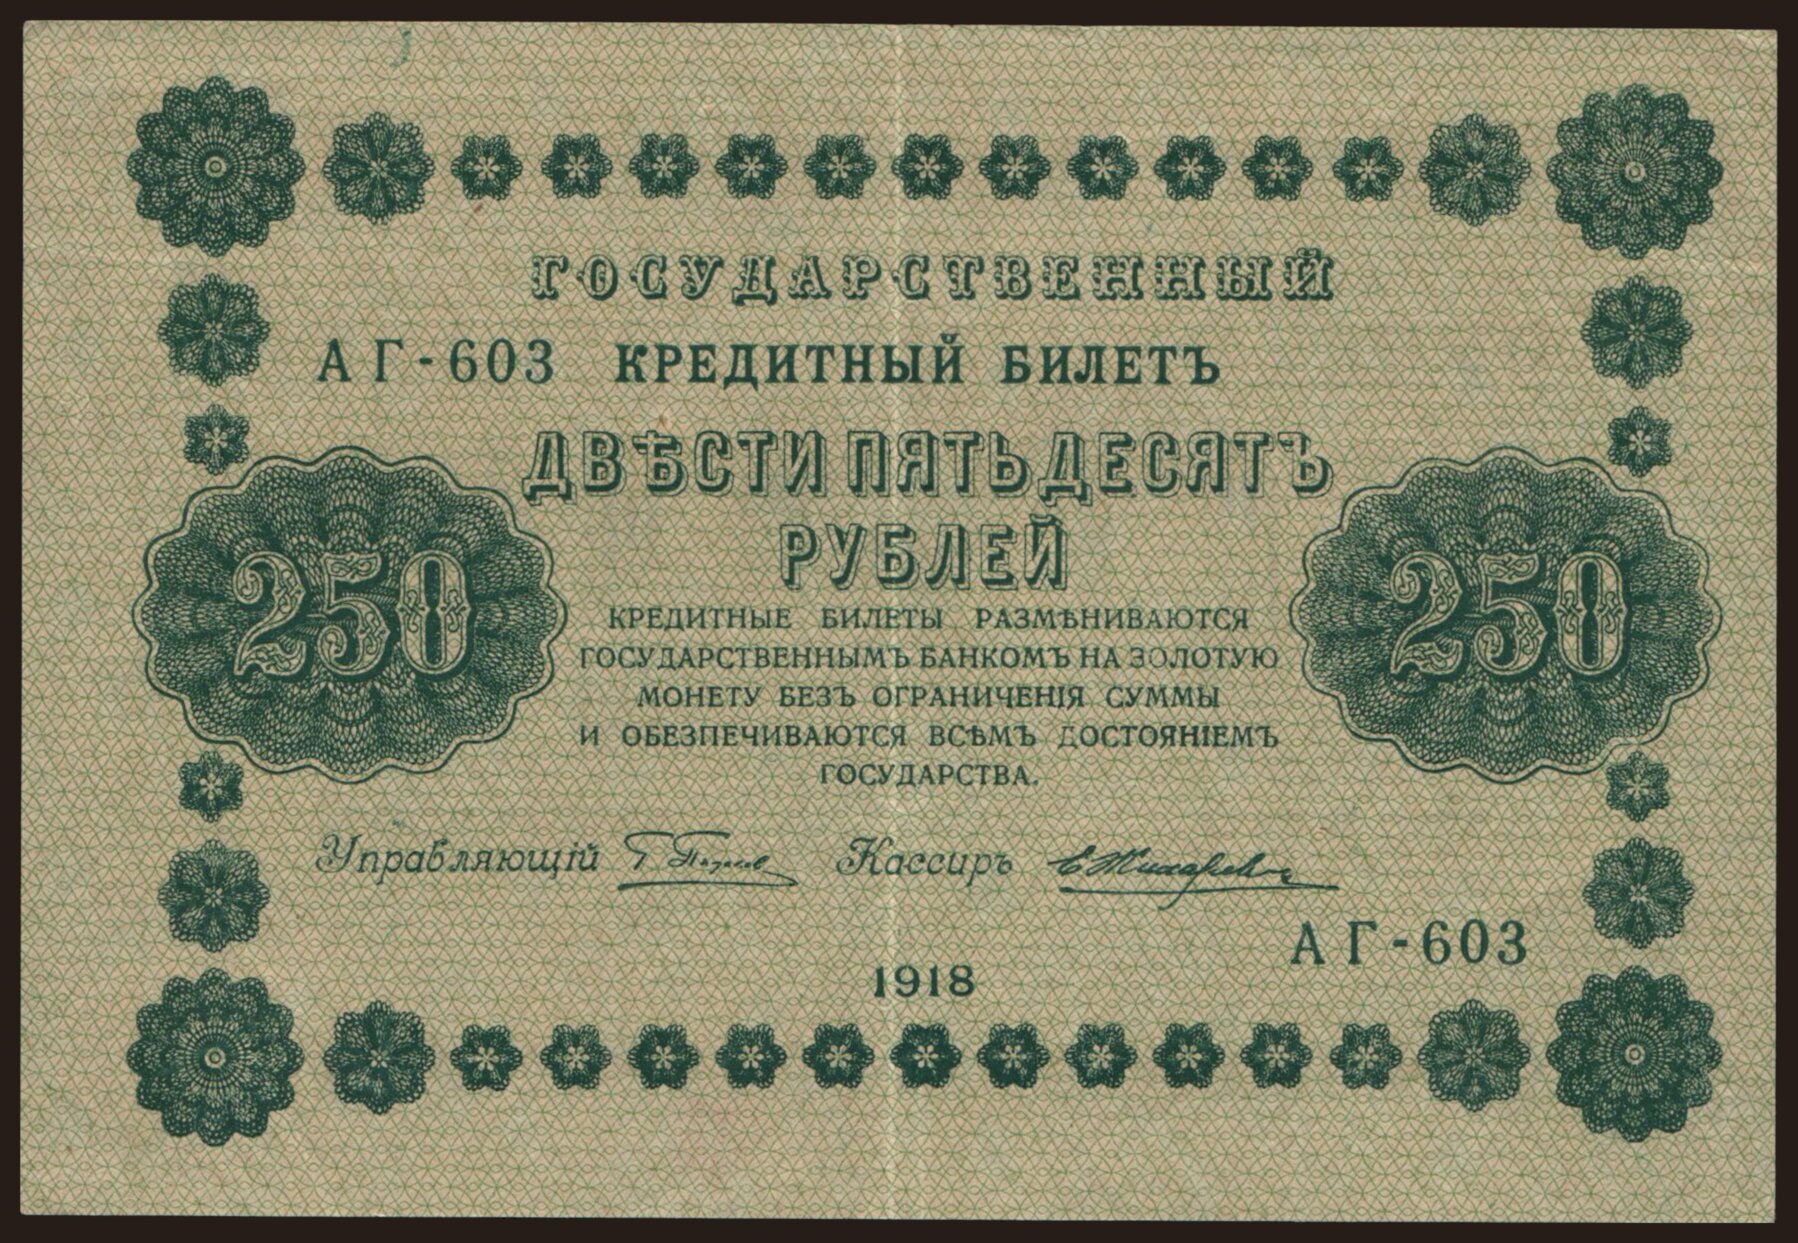 ГОСУДАРСТВЕННЫЙ
АГ-603 КРЕДИТНЫЙ БИЛЕТЪ
ДВѢСТИ ПЯТЬДЕСЯТЪ
РУБЛЕЙ
250
250
КРЕДИТНЫЕ БИЛЕТЫ РАЗМѢНИВАЮТСЯ
ГОСУДАРСТВЕННЫМЪ БАНКОМЪ НА ЗОЛОТУЮ
МОНЕТУ БЕЗЪ ОГРАНИЧЕНІЯ СУММЫ
И ОБЕЗПЕЧИВАЮТСЯ ВСѢМЪ ДОСТОЯНІЕМЪ
ГОСУДАРСТВА.
Управляющій Кассиръ
АГ-603
1918